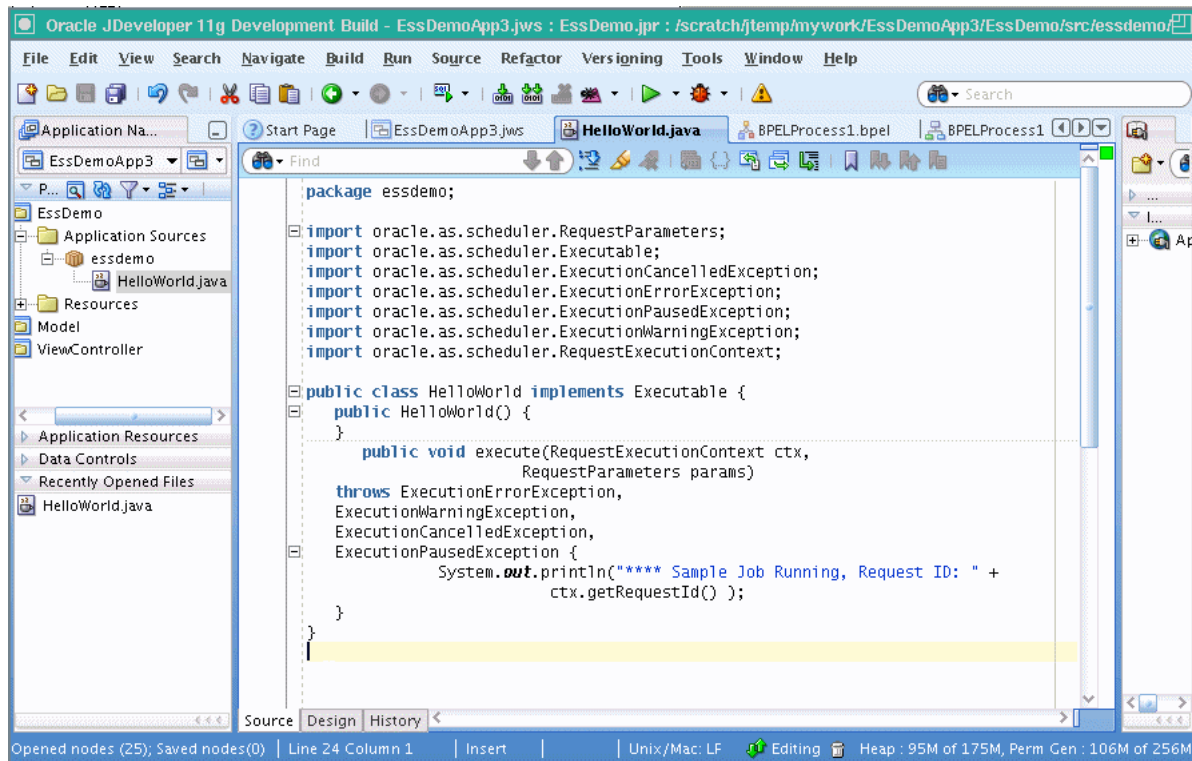 Oracle JDeveloper 11g Development Build - EssDemoApp3.jws : EssDemo.jpr : /scratch/jtemp/mywork/EssDemoApp3/EssDemo/src/essdemo/
File Edit View Search Navigate Build Run Source Refactor Versioning Tools Window Help
Search
Application Na...
Start Page EssDemoApp3.jws HelloWorld.java BPELProcess1.bpel BPELProcess1
EssDemoApp3
Find
P...
EssDemo
Application Sources
essdemo
HelloWorld.java
Resources
Model
ViewController
Application Resources
Data Controls
Recently Opened Files
HelloWorld.java
package essdemo;
import oracle.as.scheduler.RequestParameters;
import oracle.as.scheduler.Executable;
import oracle.as.scheduler.ExecutionCancelledException;
import oracle.as.scheduler.ExecutionErrorException;
import oracle.as.scheduler.ExecutionPausedException;
import oracle.as.scheduler.ExecutionWarningException;
import oracle.as.scheduler.RequestExecutionContext;
public class HelloWorld implements Executable {
public HelloWorld() {
}
public void execute(RequestExecutionContext ctx,
RequestParameters params)
throws ExecutionErrorException,
ExecutionWarningException,
ExecutionCancelledException,
ExecutionPausedException {
System.out.println("**** Sample Job Running, Request ID: " +
ctx.getRequestId() );
}
}
...
I...
Ap
Source Design History
Opened nodes (25); Saved nodes(0) Line 24 Column 1 Insert Unix/Mac: LF Editing Heap : 95M of 175M, Perm Gen : 106M of 256M